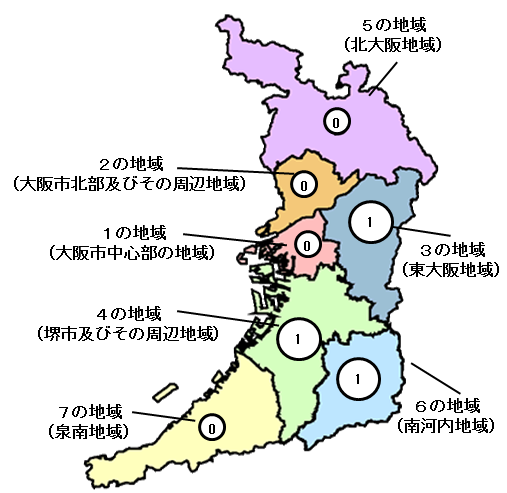 ５の地域
（北大阪地域）
0
２の地域
（大阪市北部及びその周辺地域）
0
１の地域
（大阪市中心部の地域）
0
1
３の地域
（東大阪地域）
４の地域
（堺市及びその周辺地域）
1
1
６の地域
（南河内地域）
７の地域
（泉南地域）
0